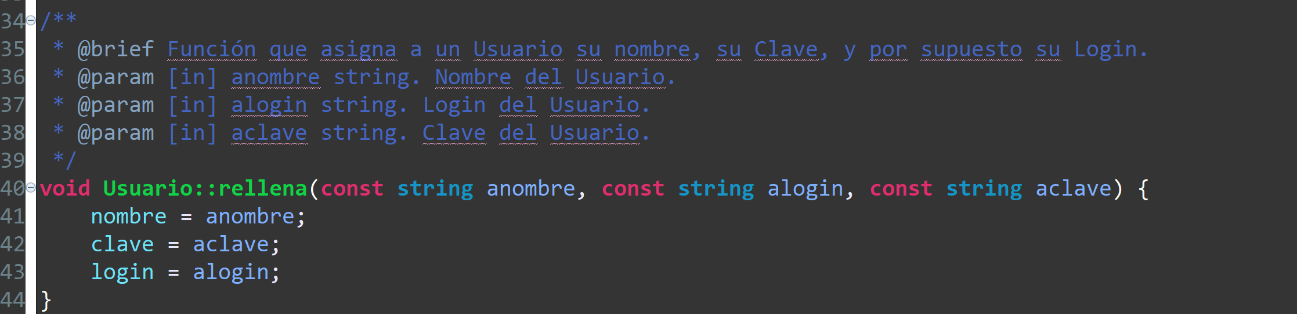 34 /**
35  * @brief Función que asigna a un Usuario su nombre, su Clave, y por supuesto su Login.
36  * @param [in] anombre string. Nombre del Usuario.
37  * @param [in] alogin string. Login del Usuario.
38  * @param [in] aclave string. Clave del Usuario.
39  */
40 void Usuario::rellena(const string anombre, const string alogin, const string aclave) {
41     nombre = anombre;
42     clave = aclave;
43     login = alogin;
44 }